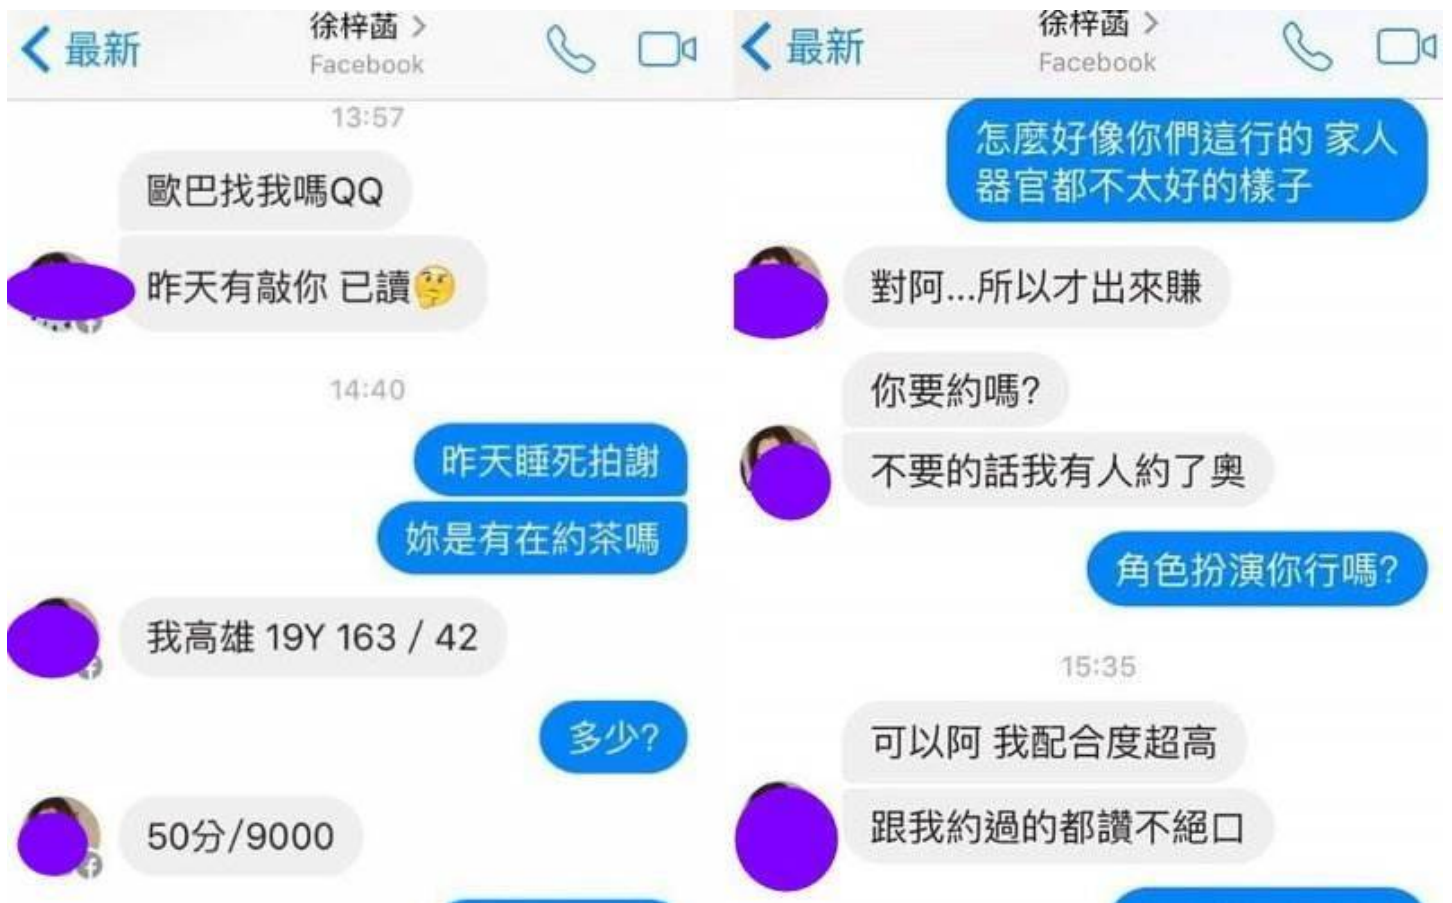 最新
徐梓菡 >
Facebook
13:57
歐巴找我嗎QQ
昨天有敲你 已讀🤔
14:40
昨天睡死拍謝
妳是有在約茶嗎
我高雄 19Y 163 / 42
多少?
50分/9000
最新
徐梓菡 >
Facebook
怎麼好像你們這行的 家人
器官都不太好的樣子
對阿...所以才出來賺
你要約嗎?
不要的話我有人約了奧
角色扮演你行嗎?
15:35
可以阿 我配合度超高
跟我約過的都讚不絕口